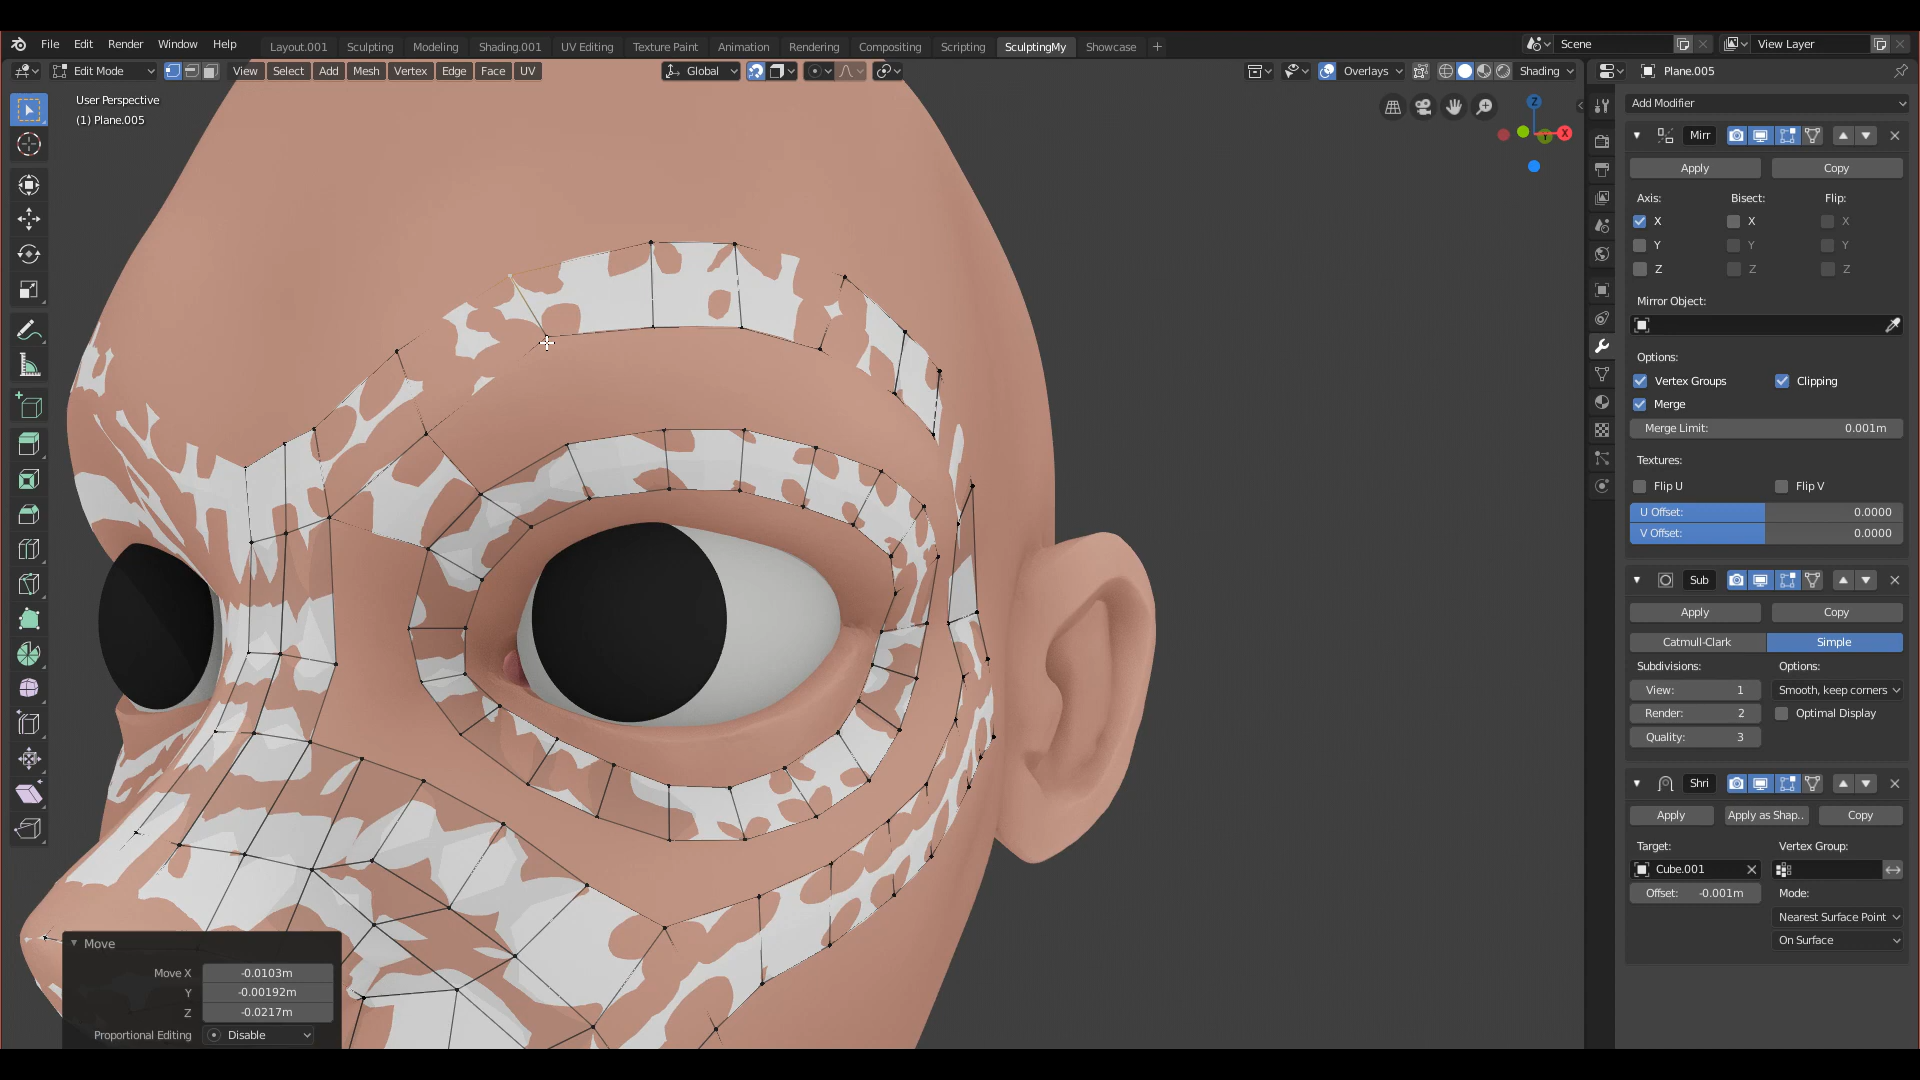 File Edit Render Window Help Layout.001 Sculpting Modeling Shading.001 UV Editing Texture Paint Animation Rendering Compositing Scripting SculptingMy Showcase + Scene View Layer
Edit Mode View Select Add Mesh Vertex Edge Face UV Global Overlays Shading Plane.005
User Perspective
(1) Plane.005
Z
X
Y
Add Modifier
Mirr
Apply Copy
Axis: Bisect: Flip:
X X X
Y Y Y
Z Z Z
Mirror Object:
Options:
Vertex Groups Clipping
Merge
Merge Limit: 0.001m
Textures:
Flip U Flip V
U Offset: 0.0000
V Offset: 0.0000
Sub
Apply Copy
Catmull-Clark Simple
Subdivisions: Options:
View: 1 Smooth, keep corners
Render: 2 Optimal Display
Quality: 3
Shri
Apply Apply as Shap.. Copy
Target: Vertex Group:
Cube.001
Offset: -0.001m Mode:
Nearest Surface Point
On Surface
Move
Move X -0.0103m
Y -0.00192m
Z -0.0217m
Proportional Editing Disable